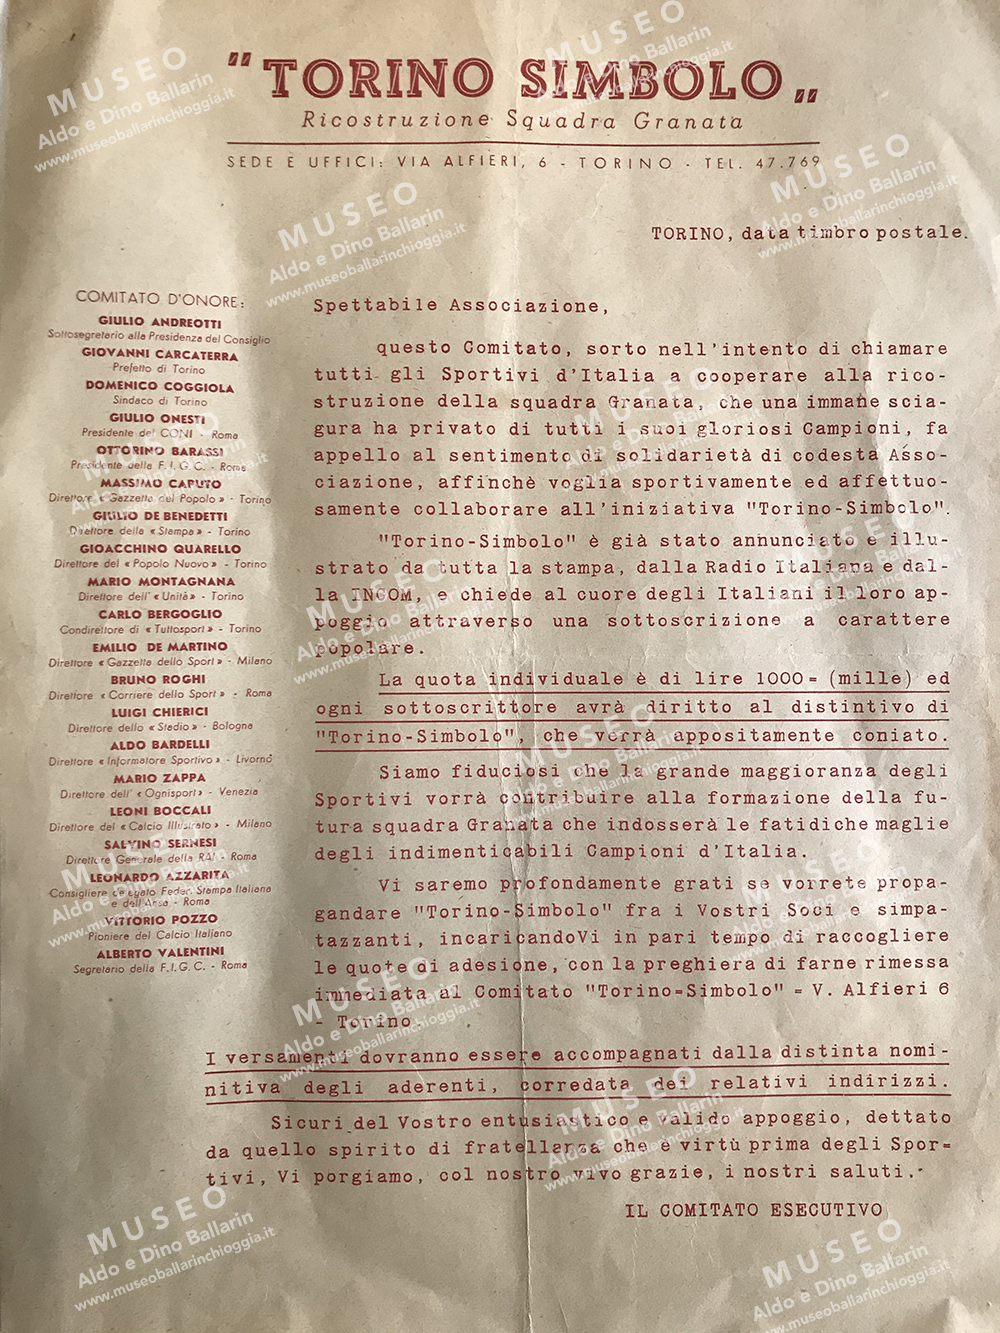 "TORINO SIMBOLO„
Ricostruzione Squadra Granata
SEDE E UFFICI: VIA ALFIERI, 6 - TORINO - TEL. 47.769
TORINO, data timbro postale.
COMITATO D'ONORE:
GIULIO ANDREOTTI
Sottosegretario alla Presidenza del Consiglio
GIOVANNI CARCATERRA
Prefetto di Torino
DOMENICO COGGIOLA
Sindaco di Torino
GIULIO ONESTI
Presidente del CONI - Roma
OTTORINO BARASSI
Presidente della F.I.G.C. - Roma
MASSIMO CAPUTO
Direttore « Gazzetta del Popolo » - Torino
GIULIO DE BENEDETTI
Direttore della « Stampa » - Torino
GIOACCHINO QUARELLO
Direttore del « Popolo Nuovo » - Torino
MARIO MONTAGNANA
Direttore dell' « Unità » - Torino
CARLO BERGOGLIO
Condirettore di « Tuttosport » - Torino
EMILIO DE MARTINO
Direttore « Gazzetta dello Sport » - Milano
BRUNO ROGHI
Direttore « Corriere dello Sport » - Roma
LUIGI CHIERICI
Direttore dello « Stadio » - Bologna
ALDO BARDELLI
Direttore « Informatore Sportivo » - Livorno
MARIO ZAPPA
Direttore dell' « Ognisport » - Venezia
LEONI BOCCALI
Direttore del « Calcio Illustrato » - Milano
SALVINO SERNESI
Direttore Generale della RAI - Roma
LEONARDO AZZARITA
Consigliere delegato Feder. Stampa Italiana
e dell'Ansa - Roma
VITTORIO POZZO
Pioniere del Calcio Italiano
ALBERTO VALENTINI
Segretario della F.I.G.C. - Roma
Spettabile Associazione,
questo Comitato, sorto nell'intento di chiamare
tutti gli Sportivi d'Italia a cooperare alla rico-
struzione della squadra Granata, che una immane scia-
gura ha privato di tutti i suoi gloriosi Campioni, fa
appello al sentimento di solidarietà di codesta Asso-
ciazione, affinchè voglia sportivamente ed affettuo-
samente collaborare all'iniziativa "Torino-Simbolo".
"Torino-Simbolo" è già stato annunciato e illu-
strato da tutta la stampa, dalla Radio Italiana e dal-
la INCOM, e chiede al cuore degli Italiani il loro ap-
poggio attraverso una sottoscrizione a carattere
popolare.
La quota individuale è di lire 1000= (mille) ed
ogni sottoscrittore avrà diritto al distintivo di
"Torino-Simbolo", che verrà appositamente coniato.
Siamo fiduciosi che la grande maggioranza degli
Sportivi vorrà contribuire alla formazione della fu-
tura squadra Granata che indosserà le fatidiche maglie
degli indimenticabili Campioni d'Italia.
Vi saremo profondamente grati se vorrete propa-
gandare "Torino-Simbolo" fra i Vostri Soci e simpa-
tazzanti, incaricandoVi in pari tempo di raccogliere
le quote di adesione, con la preghiera di farne rimessa
immediata al Comitato "Torino=Simbolo" = V. Alfieri 6
- Torino
I versamenti dovranno essere accompagnati dalla distinta nomi-
nitiva degli aderenti, corredata dei relativi indirizzi.
Sicuri del Vostro entusiastico e valido appoggio, dettato
da quello spirito di fratellanza che è virtù prima degli Spor=
tivi, Vi porgiamo, col nostro vivo grazie, i nostri saluti.
IL COMITATO ESECUTIVO
MUSEO
Aldo e Dino Ballarin
www.museoballarinchioggia.it